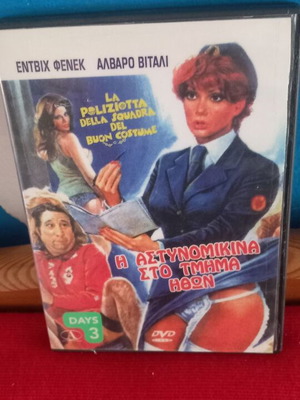 ΕΝΤΒΙΧ ΦΕΝΕΚ ΑΛΒΑΡΟ ΒΙΤΑΛΙ
LA
POLIZIOTTA
DELLA SQUADRA
DEL
BUON COSTUME
Η ΑΣΤΥΝΟΜΙΚΙΝΑ
ΣΤΟ ΤΜΗΜΑ
ΗΘΩΝ
DAYS
3
DVD